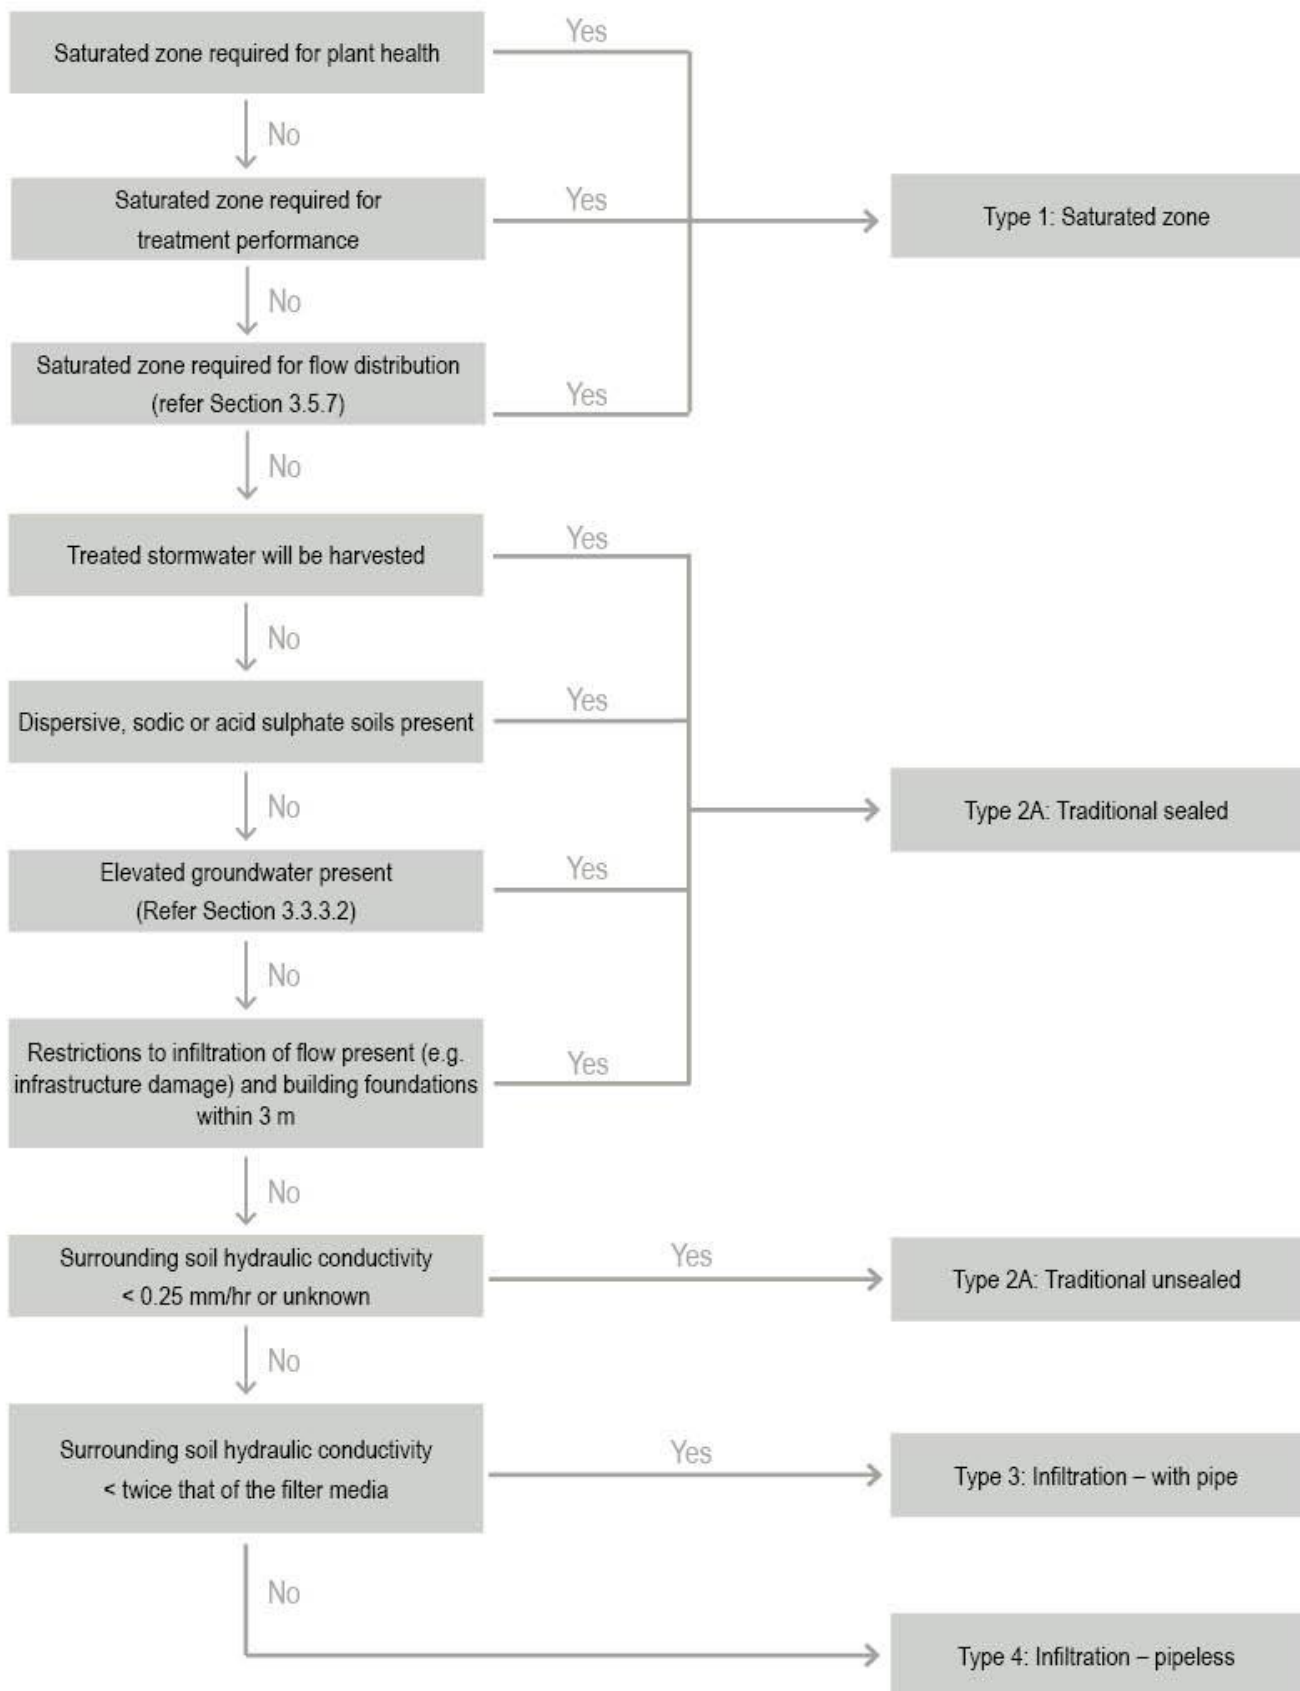 Saturated zone required for plant health
Yes
No
Saturated zone required for
treatment performance
Yes
Type 1: Saturated zone
No
Saturated zone required for flow distribution
(refer Section 3.5.7)
Yes
No
Treated stormwater will be harvested
Yes
No
Dispersive, sodic or acid sulphate soils present
Yes
No
Type 2A: Traditional sealed
Elevated groundwater present
(Refer Section 3.3.3.2)
Yes
No
Restrictions to infiltration of flow present (e.g.
infrastructure damage) and building foundations
within 3 m
Yes
No
Surrounding soil hydraulic conductivity
< 0.25 mm/hr or unknown
Yes
Type 2A: Traditional unsealed
No
Surrounding soil hydraulic conductivity
< twice that of the filter media
Yes
Type 3: Infiltration – with pipe
No
Type 4: Infiltration – pipeless